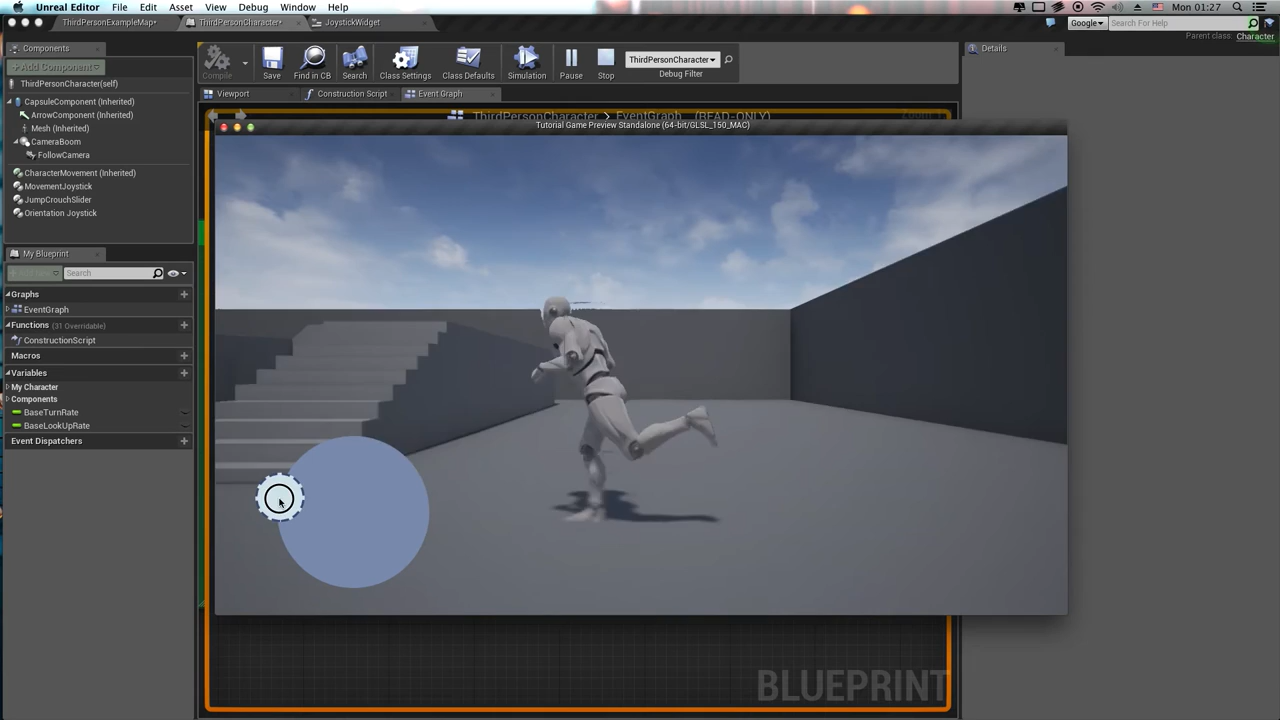 Unreal Editor File Edit Asset View Debug Window Help Mon 01:27
ThirdPersonExampleMap* ThirdPersonCharacter* JoystickWidget
Google Search For Help
Parent class: Character
Components
+Add Component
ThirdPersonCharacter(self)
CapsuleComponent (Inherited)
ArrowComponent (Inherited)
Mesh (Inherited)
CameraBoom
FollowCamera
CharacterMovement (Inherited)
MovementJoystick
JumpCrouchSlider
Orientation Joystick
My Blueprint
Search
Graphs
EventGraph
Functions (31 Overridable)
ConstructionScript
Macros
Variables
My Character
Components
BaseTurnRate
BaseLookUpRate
Event Dispatchers
Compile Save Find in CB Search Class Settings Class Defaults Simulation Pause Stop
ThirdPersonCharacter
Debug Filter
Viewport Construction Script Event Graph
ThirdPersonCharacter > EventGraph (READ-ONLY)
Tutorial Game Preview Standalone (64-bit/GLSL_150_MAC)
BLUEPRINT
Details